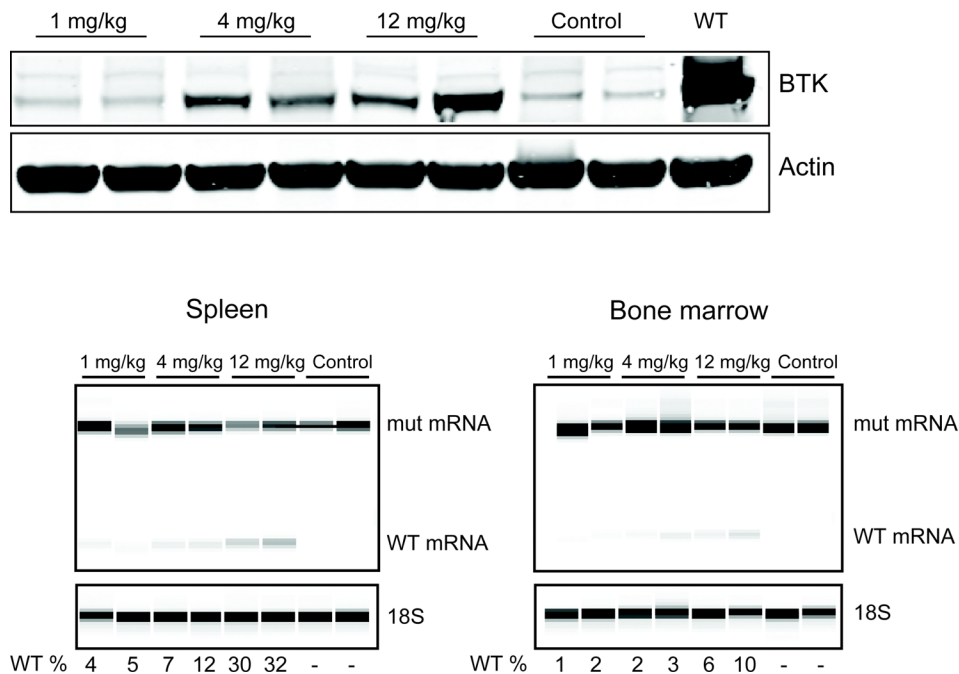 1 mg/kg 4 mg/kg 12 mg/kg Control WT
BTK
Actin
Spleen Bone marrow
1 mg/kg 4 mg/kg 12 mg/kg Control 1 mg/kg 4 mg/kg 12 mg/kg Control
mut mRNA mut mRNA
WT mRNA WT mRNA
18S 18S
WT % 4 5 7 12 30 32 - - WT % 1 2 2 3 6 10 - -